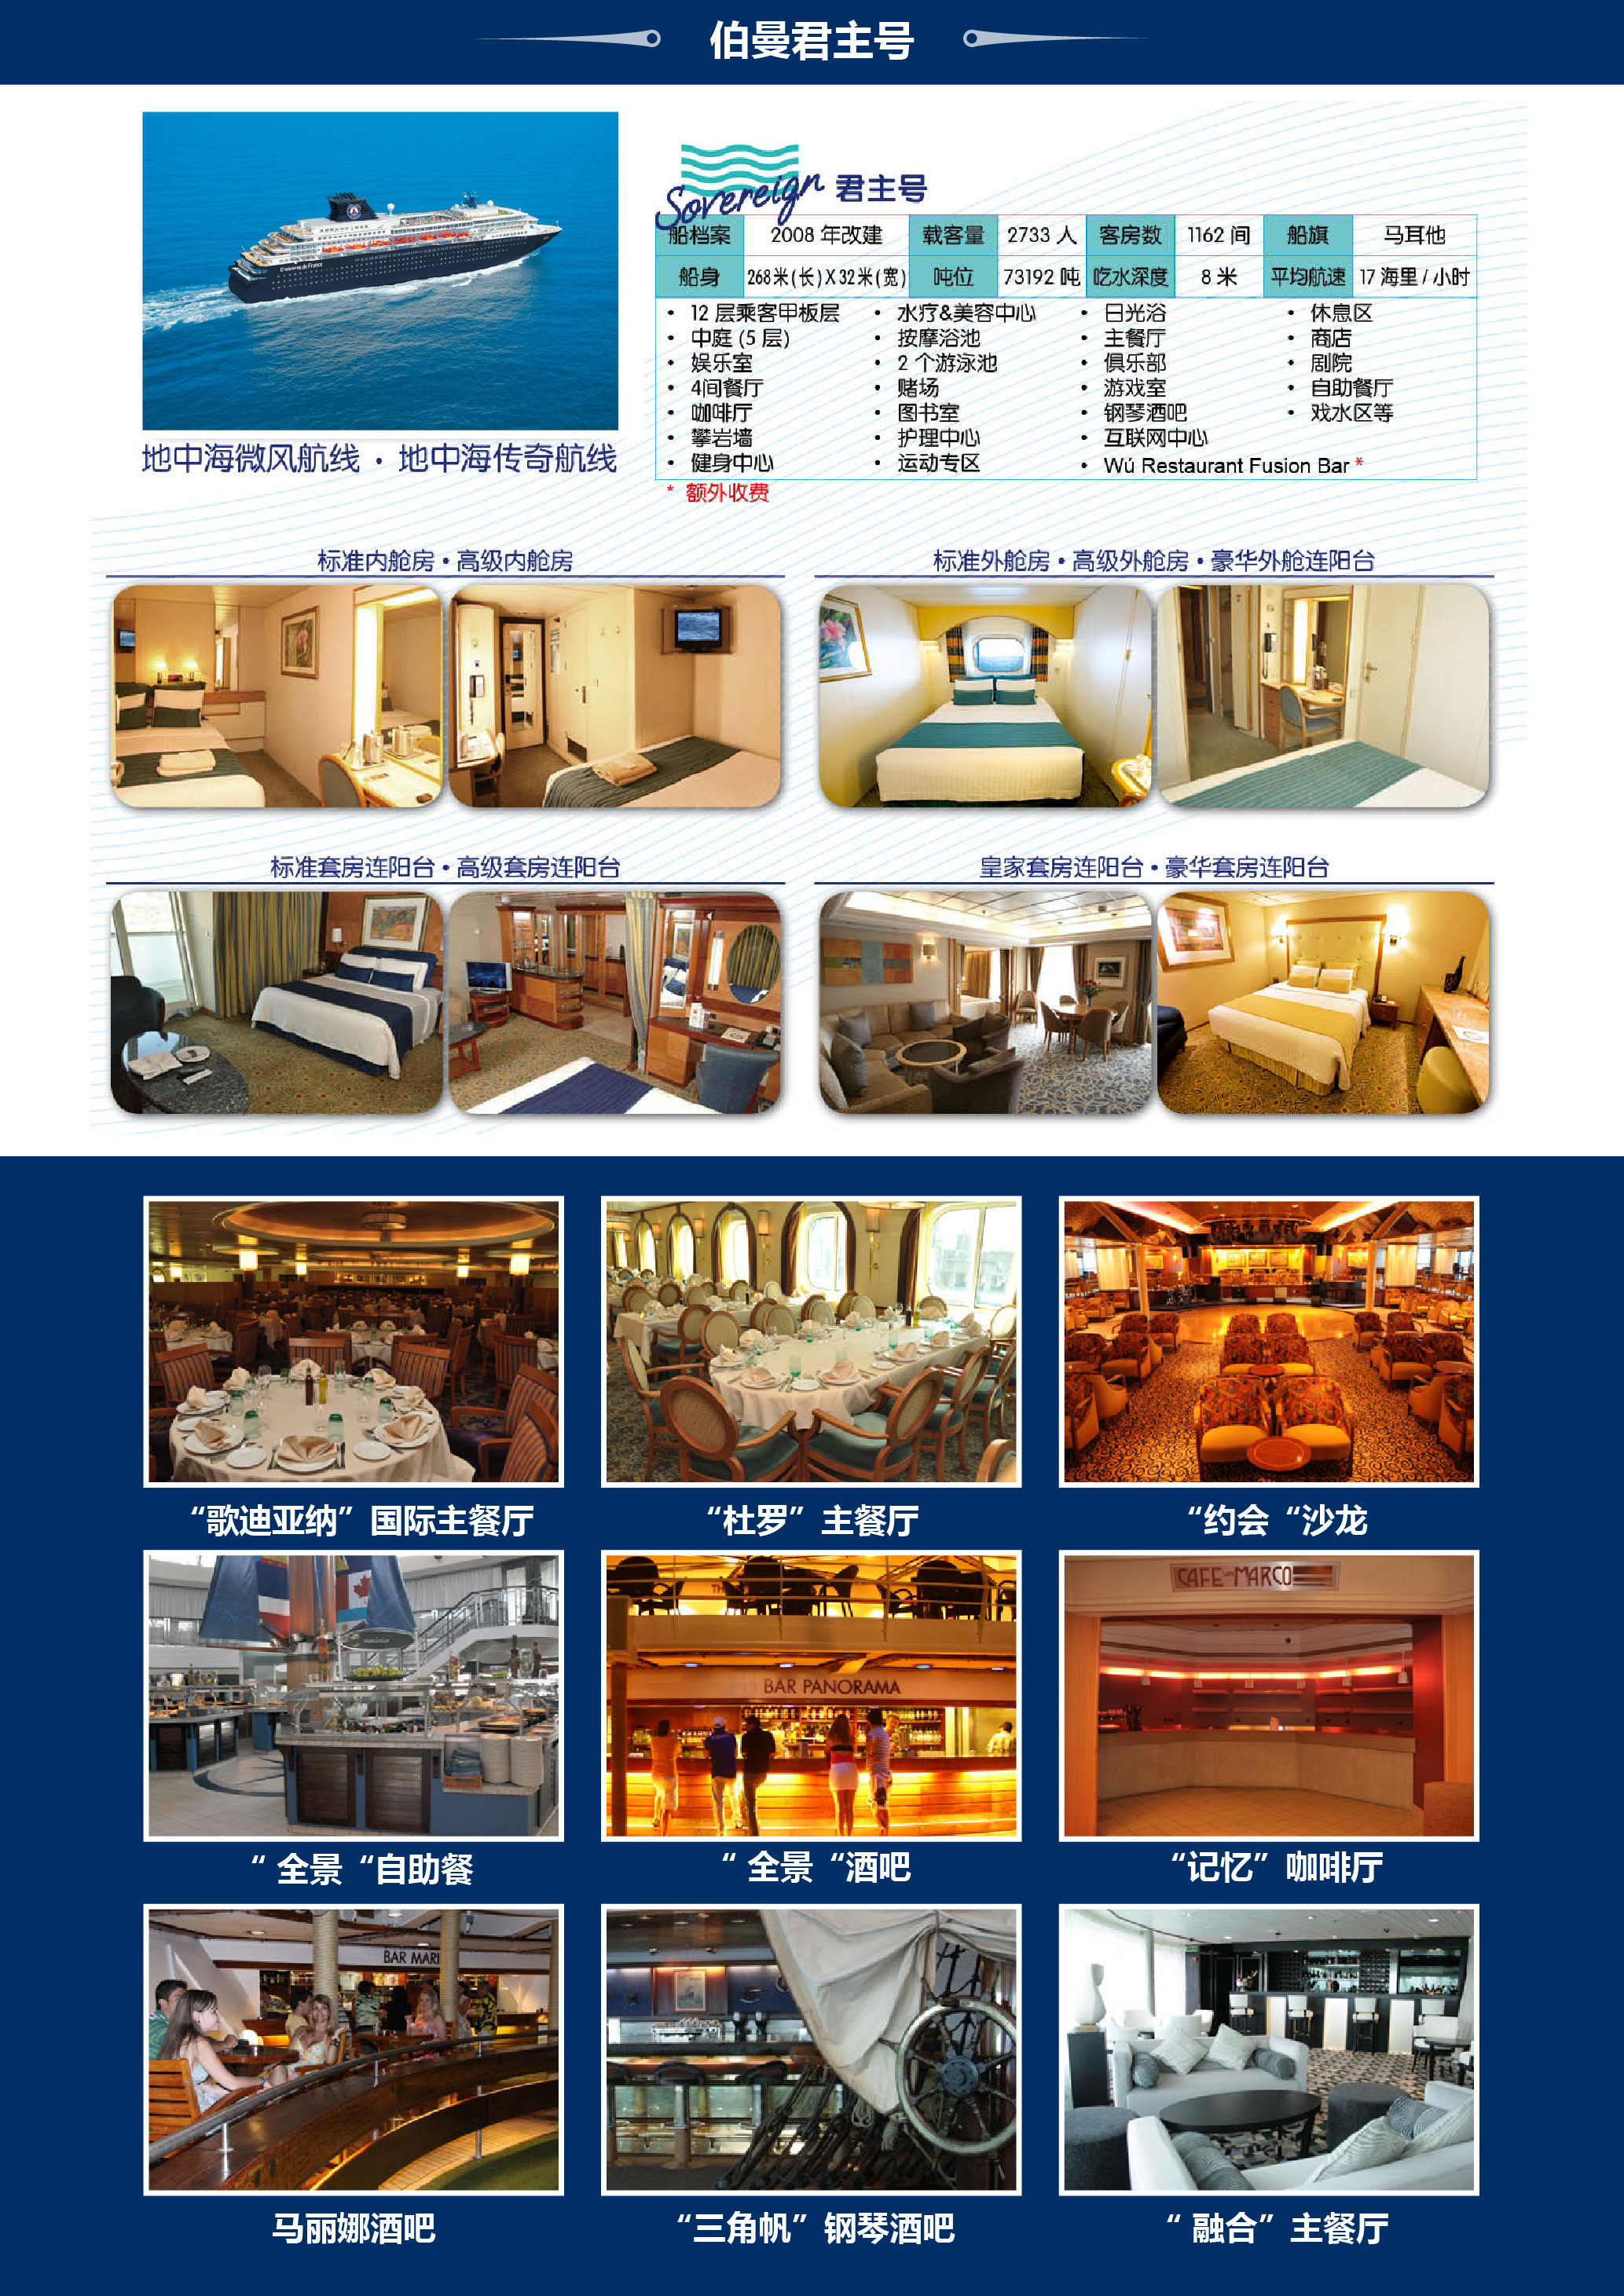 伯曼君主号
Sovereign 君主号
船档案 2008 年改建 载客量 2733 人 客房数 1162 间 船旗 马耳他
船身 268米(长)X32米(宽) 吨位 73192 吨 吃水深度 8 米 平均航速 17 海里 / 小时
• 12 层乘客甲板层 • 水疗&美容中心 • 日光浴 • 休息区
• 中庭 (5 层) • 按摩浴池 • 主餐厅 • 商店
• 娱乐室 • 2 个游泳池 • 俱乐部 • 剧院
• 4间餐厅 • 赌场 • 游戏室 • 自助餐厅
• 咖啡厅 • 图书室 • 钢琴酒吧 • 戏水区等
• 攀岩墙 • 护理中心 • 互联网中心
• 健身中心 • 运动专区 • Wú Restaurant Fusion Bar *
* 额外收费
地中海微风航线 · 地中海传奇航线
标准内舱房 • 高级内舱房
标准外舱房 • 高级外舱房 • 豪华外舱连阳台
标准套房连阳台 • 高级套房连阳台
皇家套房连阳台 • 豪华套房连阳台
“歌迪亚纳” 国际主餐厅
“杜罗” 主餐厅
“约会 “沙龙
BAR PANORAMA
CAFE SAN MARCO
“ 全景 “自助餐
“ 全景 “酒吧
“记忆” 咖啡厅
BAR MARI
马丽娜酒吧
“三角帆” 钢琴酒吧
“ 融合” 主餐厅